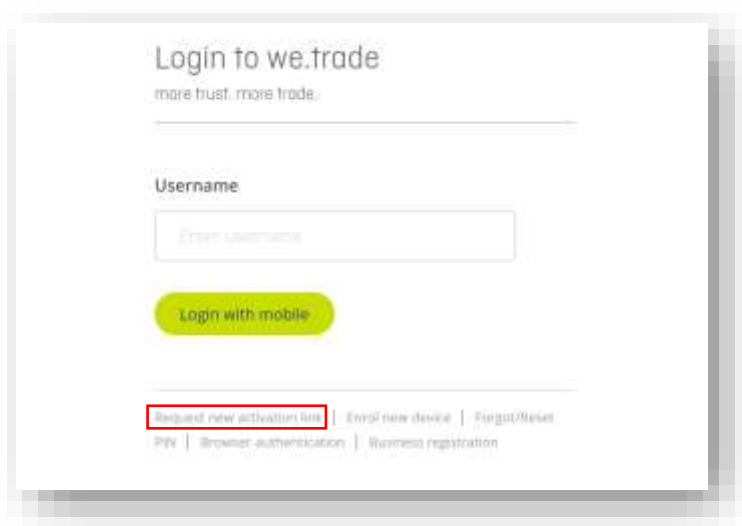 Login to we.trade
more trust. more trade.
Username
Enter username
Login with mobile
Request new activation link | Enrol new device | Forgot/Reset
PIN | Browser authentication | Business registration